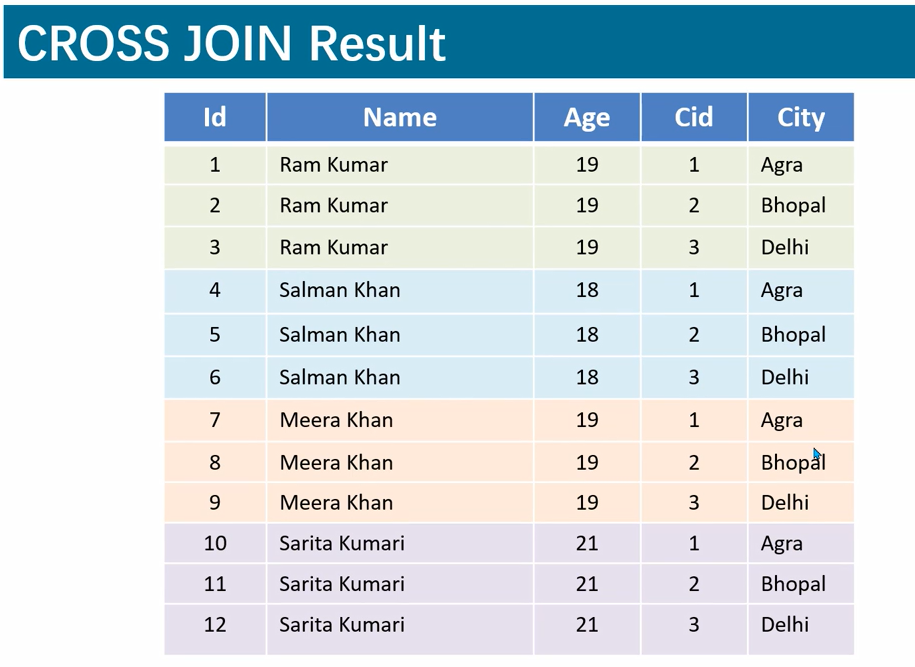 CROSS JOIN Result
Id Name Age Cid City
1 Ram Kumar 19 1 Agra
2 Ram Kumar 19 2 Bhopal
3 Ram Kumar 19 3 Delhi
4 Salman Khan 18 1 Agra
5 Salman Khan 18 2 Bhopal
6 Salman Khan 18 3 Delhi
7 Meera Khan 19 1 Agra
8 Meera Khan 19 2 Bhopal
9 Meera Khan 19 3 Delhi
10 Sarita Kumari 21 1 Agra
11 Sarita Kumari 21 2 Bhopal
12 Sarita Kumari 21 3 Delhi